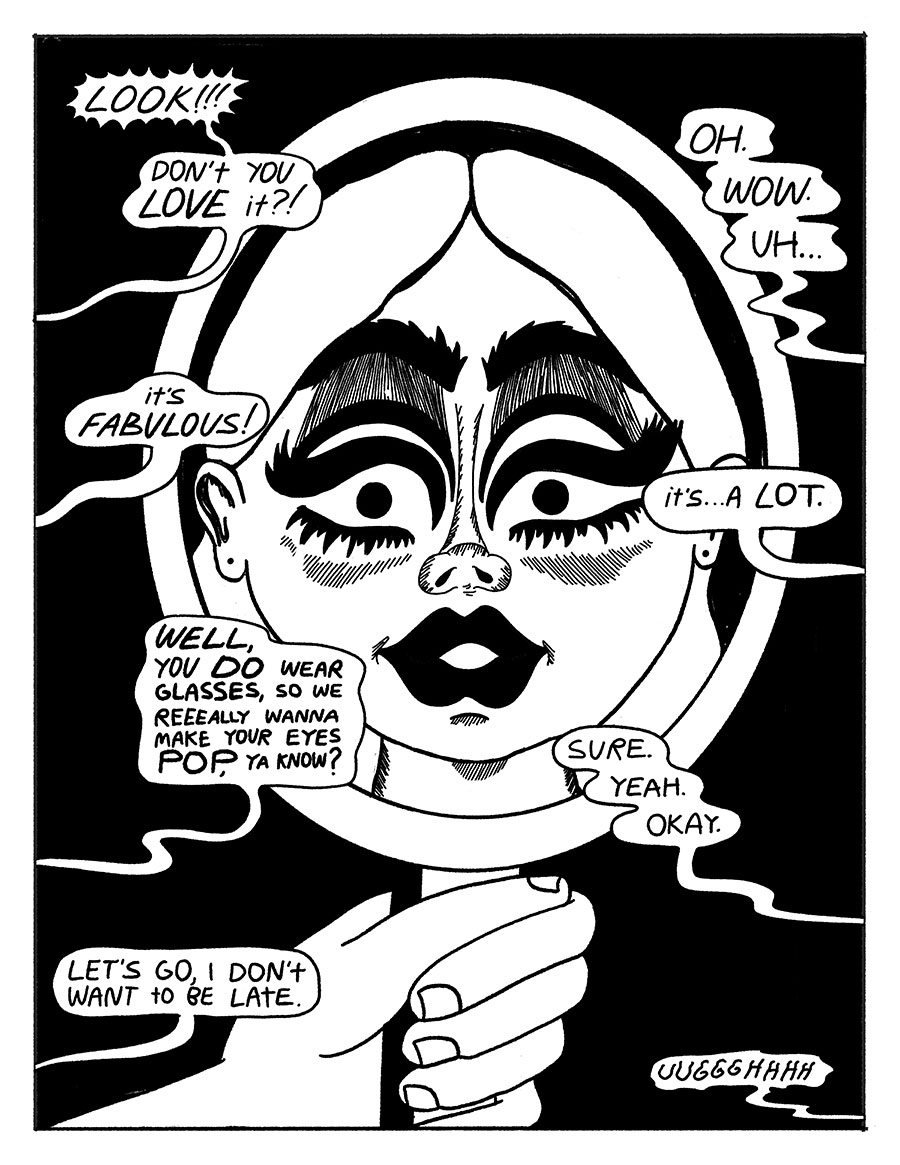 LOOK!!!
DON't YOU
LOVE it?!
OH.
WOW.
UH...
it's
FABULOUS!
it's...A LOT.
WELL,
YOU DO WEAR
GLASSES, SO WE
REEEALLY WANNA
MAKE YOUR EYES
POP, YA KNOW?
SURE.
YEAH.
OKAY.
LET'S GO, I DON't
WANT to BE LATE.
UUGGGHHHH